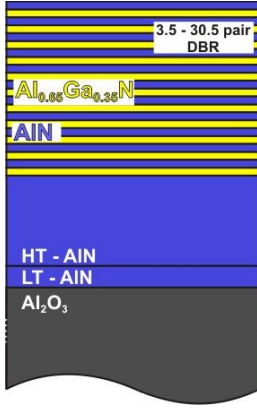 3.5 - 30.5 pair
DBR
Al₀.₆₅Ga₀.₃₅N
AlN
HT - AlN
LT - AlN
Al₂O₃